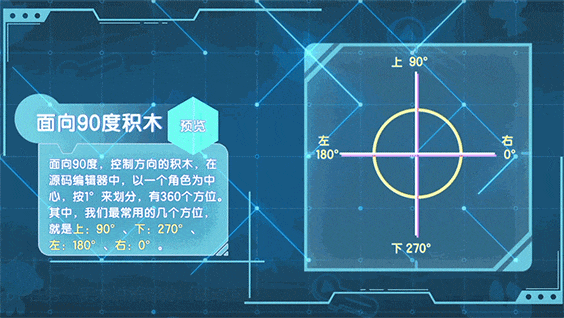 面向90度积木
预览
面向90度，控制方向的积木，在
源码编辑器中，以一个角色为中
心，按1°来划分，有360个方位。
其中，我们最常用的几个方位，
就是上：90°、下：270°、
左：180°、右：0°。
上 90°
左
180°
右
0°
下 270°